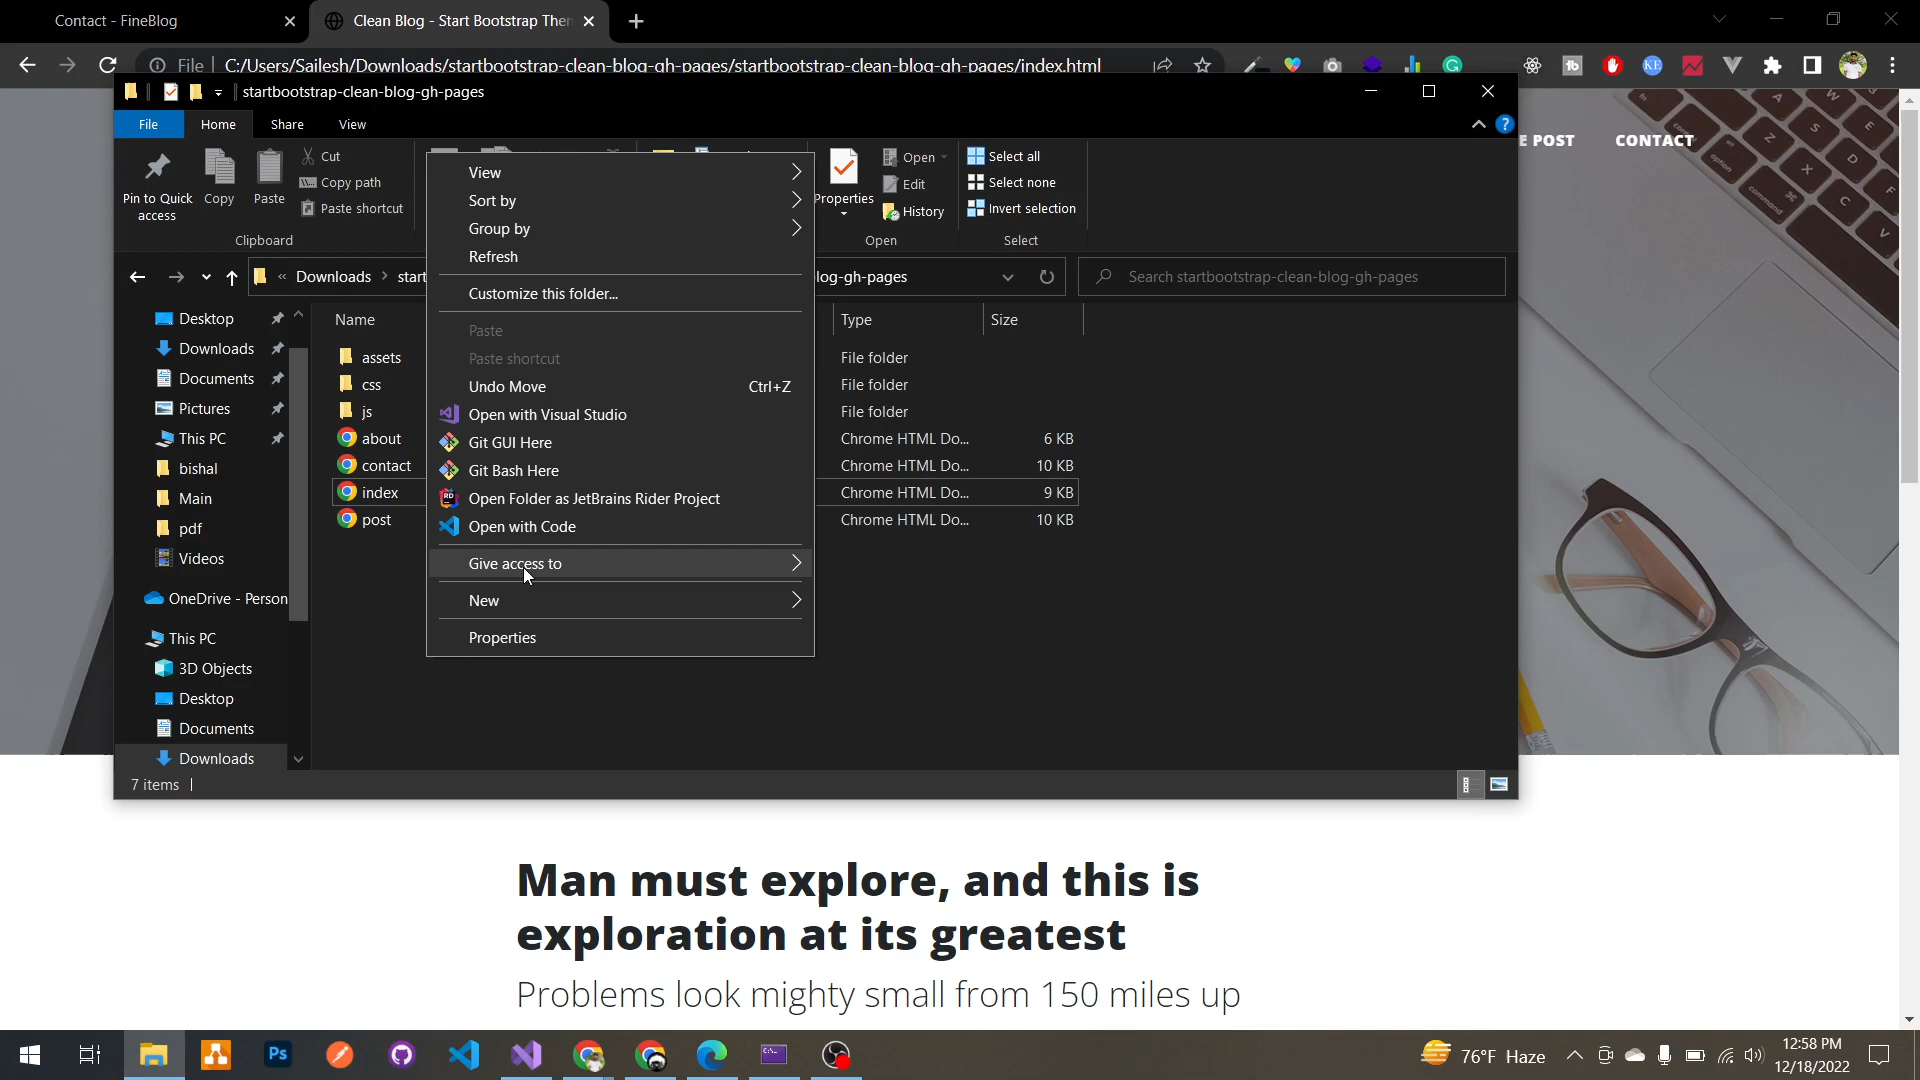 Contact - FineBlog
Clean Blog - Start Bootstrap Then
File
C:/Users/Sailesh/Downloads/startbootstrap-clean-blog-gh-pages/startbootstrap-clean-blog-gh-pages/index.html
startbootstrap-clean-blog-gh-pages
File
Home
Share
View
Pin to Quick access
Copy
Paste
Cut
Copy path
Paste shortcut
Clipboard
Properties
Open
Edit
History
Open
Select all
Select none
Invert selection
Select
E POST
CONTACT
« Downloads > start
log-gh-pages
Search startbootstrap-clean-blog-gh-pages
View
Sort by
Group by
Refresh
Customize this folder...
Paste
Paste shortcut
Undo Move Ctrl+Z
Open with Visual Studio
Git GUI Here
Git Bash Here
Open Folder as JetBrains Rider Project
Open with Code
Give access to
New
Properties
Desktop
Downloads
Documents
Pictures
This PC
bishal
Main
pdf
Videos
OneDrive - Person
This PC
3D Objects
Desktop
Documents
Downloads
Name Type Size
assets File folder
css File folder
js File folder
about Chrome HTML Do... 6 KB
contact Chrome HTML Do... 10 KB
index Chrome HTML Do... 9 KB
post Chrome HTML Do... 10 KB
7 items
Man must explore, and this is
exploration at its greatest
Problems look mighty small from 150 miles up
Ps
76°F Haze
12:58 PM
12/18/2022